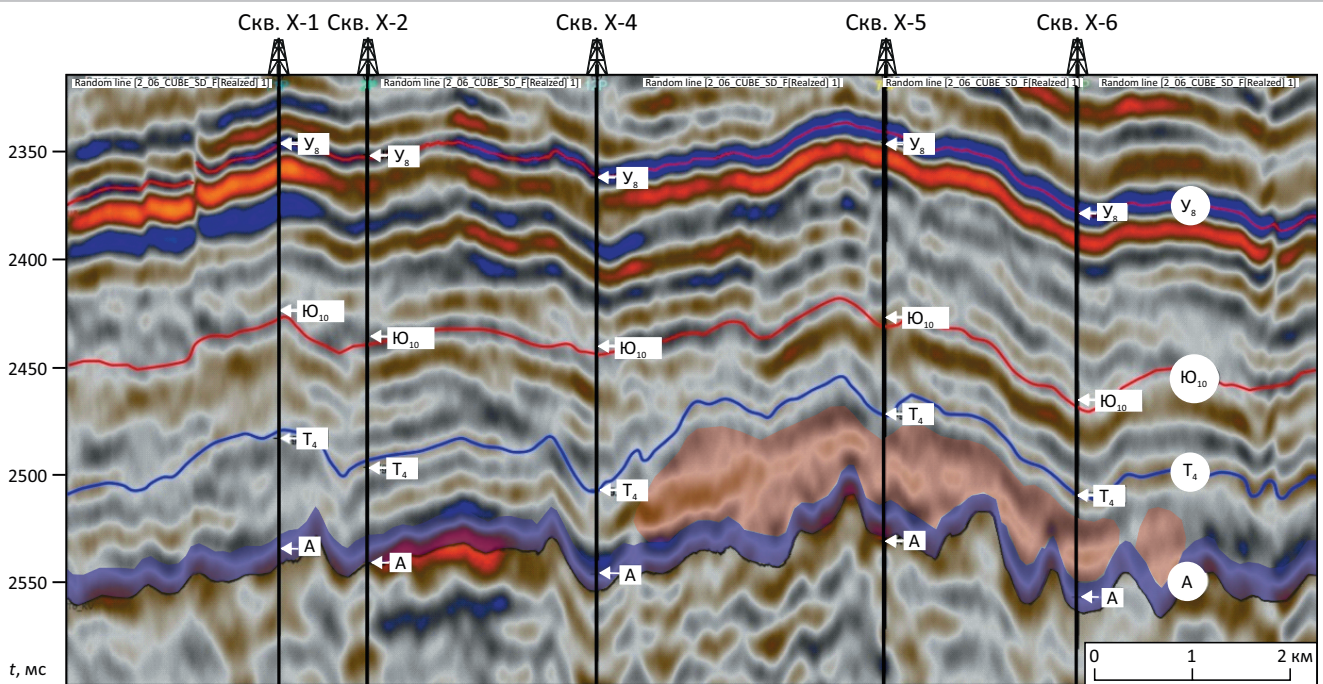 Скв. X-1 Скв. X-2 Скв. X-4 Скв. X-5 Скв. X-6
Random line [2_06_CUBE_SD_F[Realzed] 1] Random line [2_06_CUBE_SD_F[Realzed] 1] Random line [2_06_CUBE_SD_F[Realzed] 1] Random line [2_06_CUBE_SD_F[Realzed] 1] Random line [2_06_CUBE_SD_F[Realzed] 1]
2350
У₈ У₈ У₈ У₈ У₈ У₈
2400
Ю₁₀ Ю₁₀ Ю₁₀ Ю₁₀ Ю₁₀ Ю₁₀
2450
Т₄ Т₄ Т₄ Т₄ Т₄ Т₄
2500
А А А А А А
2550
0 1 2 км
t, мс